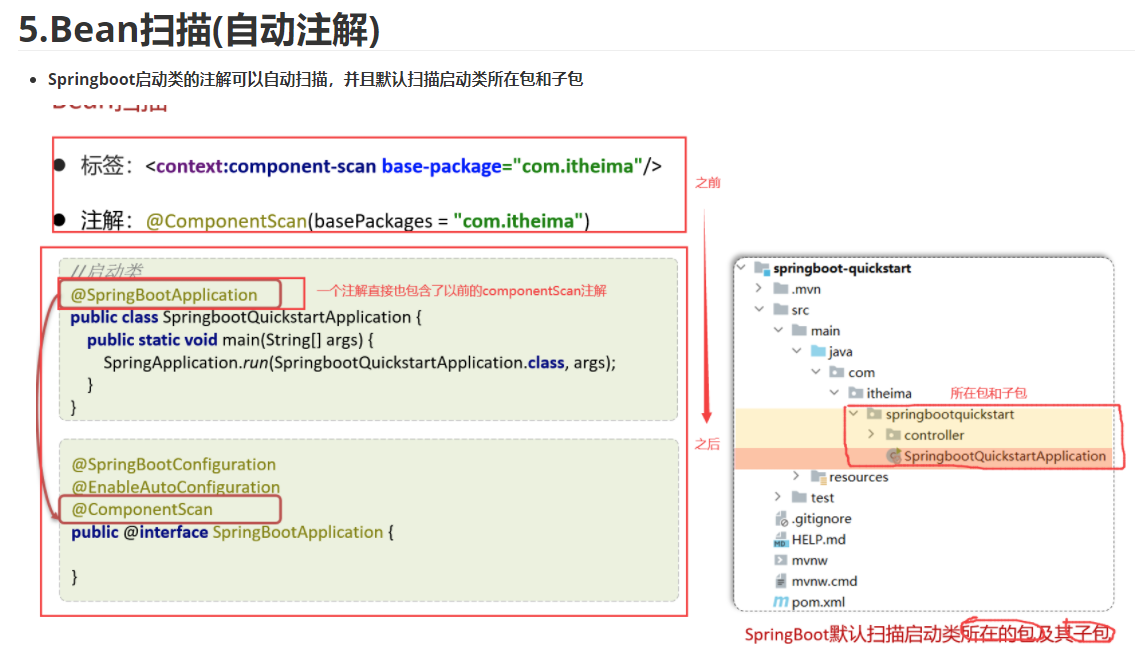 5.Bean扫描(自动注解)
• Springboot启动类的注解可以自动扫描，并且默认扫描启动类所在包和子包
Bean扫描
● 标签：<context:component-scan base-package="com.itheima"/>
● 注解：@ComponentScan(basePackages = "com.itheima")
之前
//启动类
@SpringBootApplication
一个注解直接也包含了以前的componentScan注解
public class SpringbootQuickstartApplication {
public static void main(String[] args) {
SpringApplication.run(SpringbootQuickstartApplication.class, args);
}
}
之后
@SpringBootConfiguration
@EnableAutoConfiguration
@ComponentScan
public @interface SpringBootApplication {
}
springboot-quickstart
.mvn
src
main
java
com
itheima
所在包和子包
springbootquickstart
controller
SpringbootQuickstartApplication
resources
test
.gitignore
HELP.md
mvnw
mvnw.cmd
pom.xml
SpringBoot默认扫描启动类所在的包及其子包